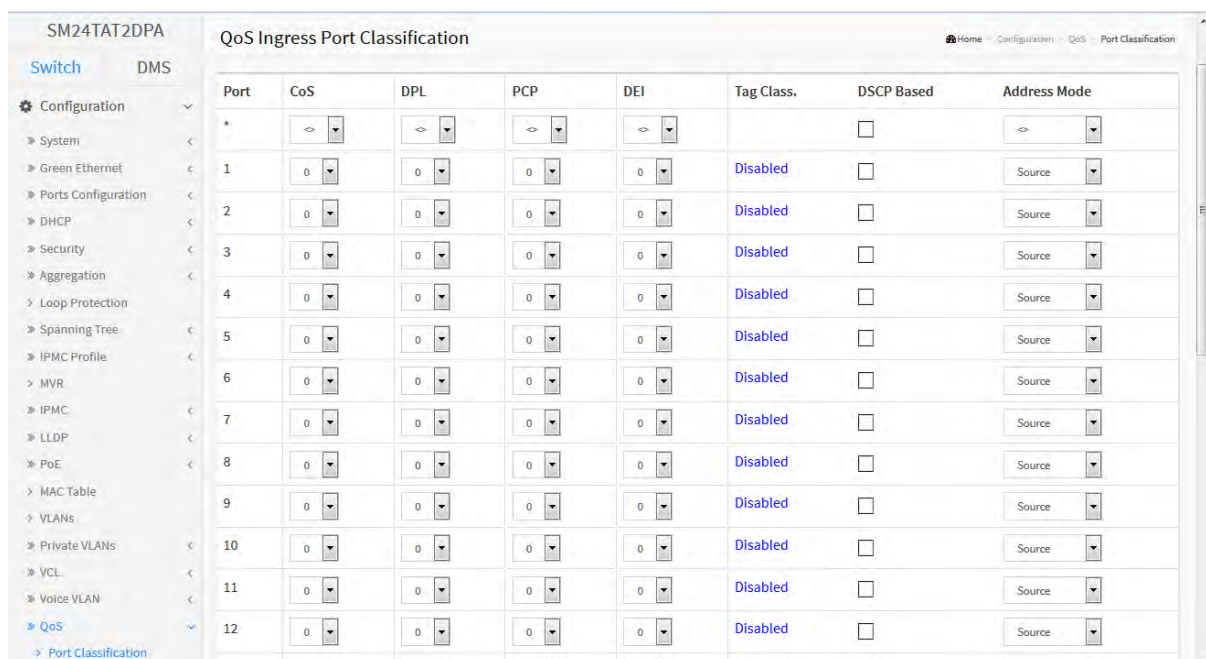 SM24TAT2DPA
Switch DMS
Configuration
System
Green Ethernet
Ports Configuration
DHCP
Security
Aggregation
Loop Protection
Spanning Tree
IPMC Profile
MVR
IPMC
LLDP
PoE
MAC Table
VLANs
Private VLANs
VCL
Voice VLAN
QoS
Port Classification
QoS Ingress Port Classification
Home - Configuration - QoS - Port Classification
Port CoS DPL PCP DEI Tag Class. DSCP Based Address Mode
* <> <> <> <> <>
1 0 0 0 0 Disabled Source
2 0 0 0 0 Disabled Source
3 0 0 0 0 Disabled Source
4 0 0 0 0 Disabled Source
5 0 0 0 0 Disabled Source
6 0 0 0 0 Disabled Source
7 0 0 0 0 Disabled Source
8 0 0 0 0 Disabled Source
9 0 0 0 0 Disabled Source
10 0 0 0 0 Disabled Source
11 0 0 0 0 Disabled Source
12 0 0 0 0 Disabled Source